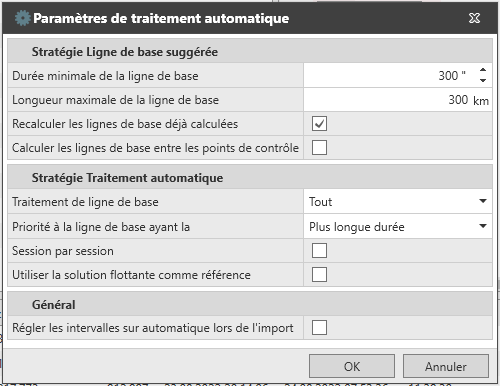 Paramètres de traitement automatique
Stratégie Ligne de base suggérée
Durée minimale de la ligne de base 300 "
Longueur maximale de la ligne de base 300 km
Recalculer les lignes de base déjà calculées
Calculer les lignes de base entre les points de contrôle
Stratégie Traitement automatique
Traitement de ligne de base Tout
Priorité à la ligne de base ayant la Plus longue durée
Session par session
Utiliser la solution flottante comme référence
Général
Régler les intervalles sur automatique lors de l'import
OK Annuler